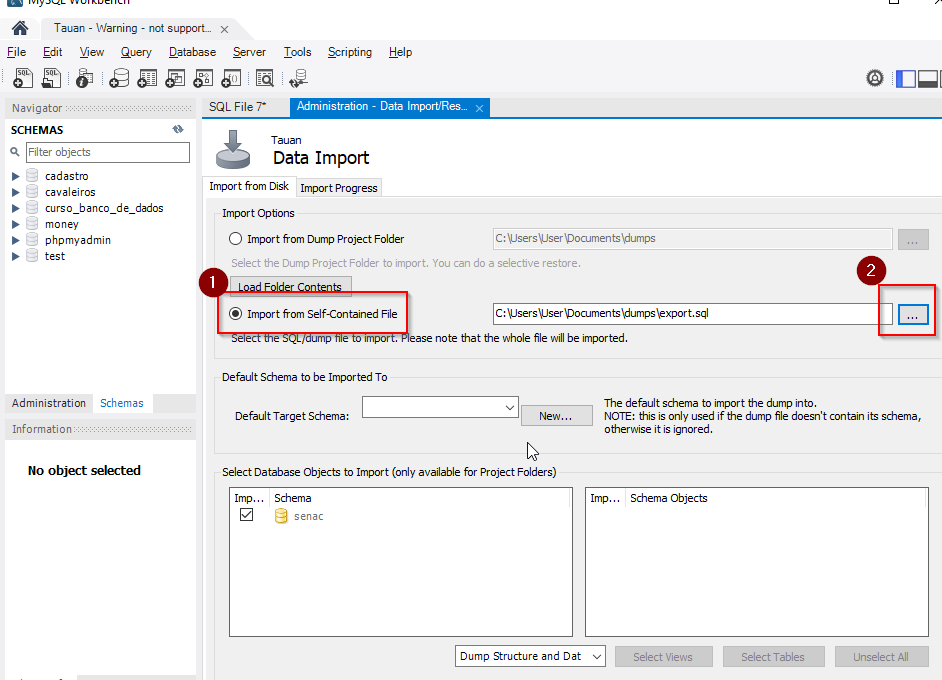 MySQL Workbench
Tauan - Warning - not support... ×
File Edit View Query Database Server Tools Scripting Help
Navigator
SQL File 7*
Administration - Data Import/Res... ×
SCHEMAS
Filter objects
cadastro
cavaleiros
curso_banco_de_dados
money
phpmyadmin
test
Administration Schemas
Information
No object selected
Tauan
Data Import
Import from Disk Import Progress
Import Options
Import from Dump Project Folder
C:\Users\User\Documents\dumps
...
Select the Dump Project Folder to import. You can do a selective restore.
1
2
Load Folder Contents
Import from Self-Contained File
C:\Users\User\Documents\dumps\export.sql
...
Select the SQL/dump file to import. Please note that the whole file will be imported.
Default Schema to be Imported To
Default Target Schema:
New...
The default schema to import the dump into.
NOTE: this is only used if the dump file doesn't contain its schema,
otherwise it is ignored.
Select Database Objects to Import (only available for Project Folders)
Imp... Schema
senac
Imp... Schema Objects
Dump Structure and Dat
Select Views
Select Tables
Unselect All